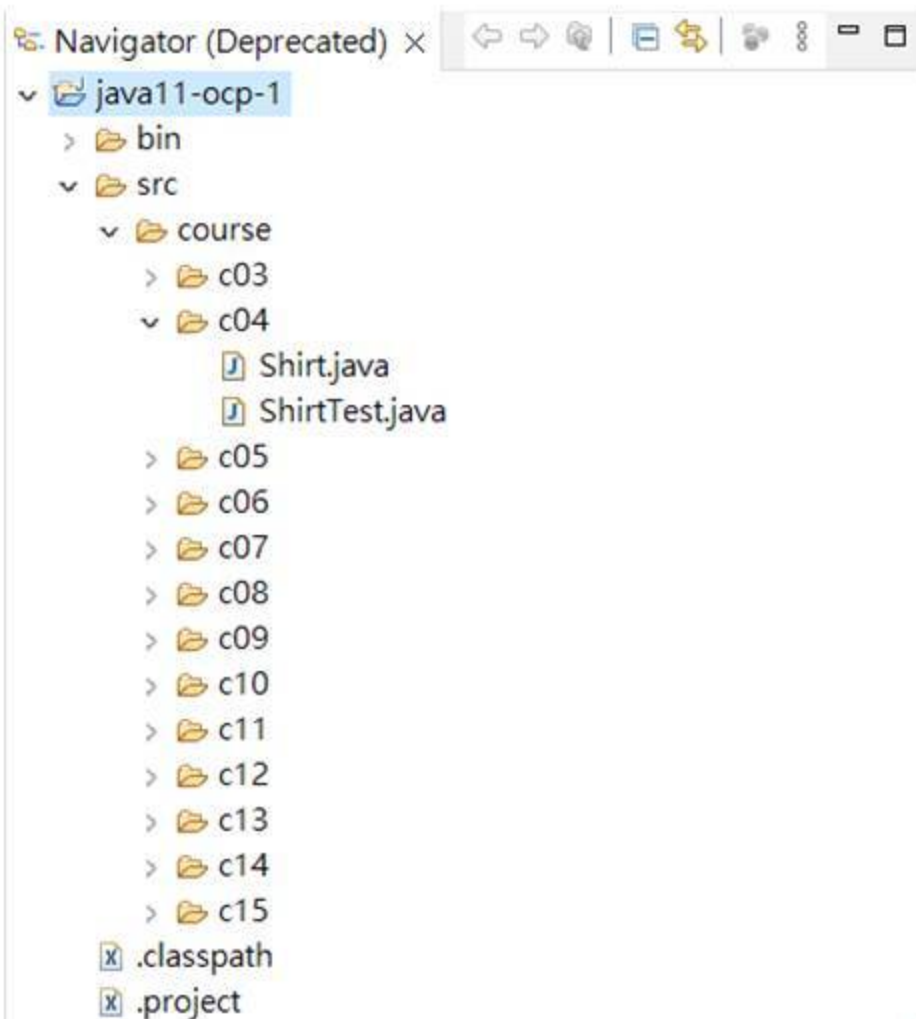 Navigator (Deprecated)
java11-ocp-1
bin
src
course
c03
c04
Shirt.java
ShirtTest.java
c05
c06
c07
c08
c09
c10
c11
c12
c13
c14
c15
.classpath
.project